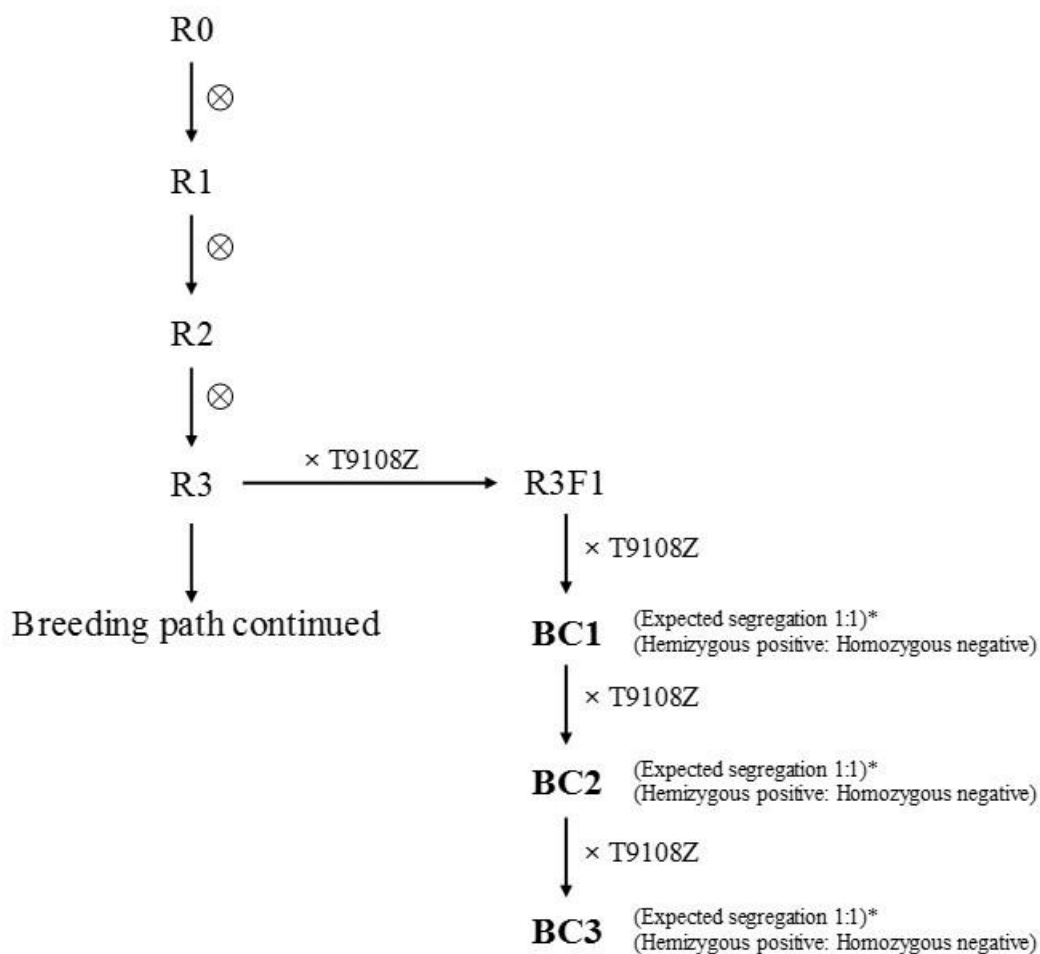 R0
⊗
R1
⊗
R2
⊗
R3
× T9108Z
R3F1
× T9108Z
Breeding path continued
BC1
(Expected segregation 1:1)*
(Hemizygous positive: Homozygous negative)
× T9108Z
BC2
(Expected segregation 1:1)*
(Hemizygous positive: Homozygous negative)
× T9108Z
BC3
(Expected segregation 1:1)*
(Hemizygous positive: Homozygous negative)